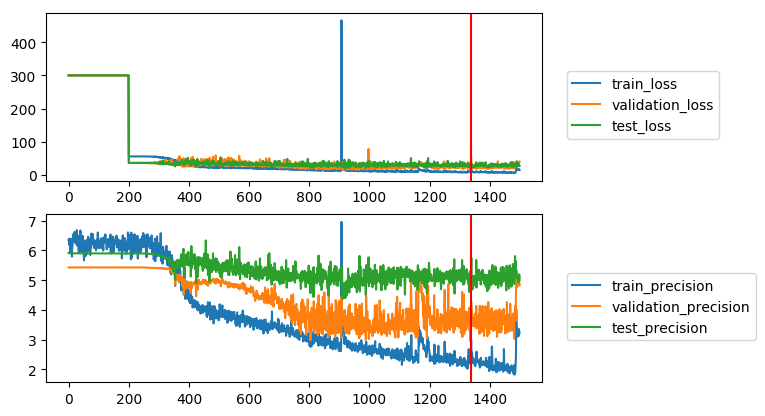 400
300
200
100
0
0 200 400 600 800 1000 1200 1400
train_loss
validation_loss
test_loss
7
6
5
4
3
2
0 200 400 600 800 1000 1200 1400
train_precision
validation_precision
test_precision